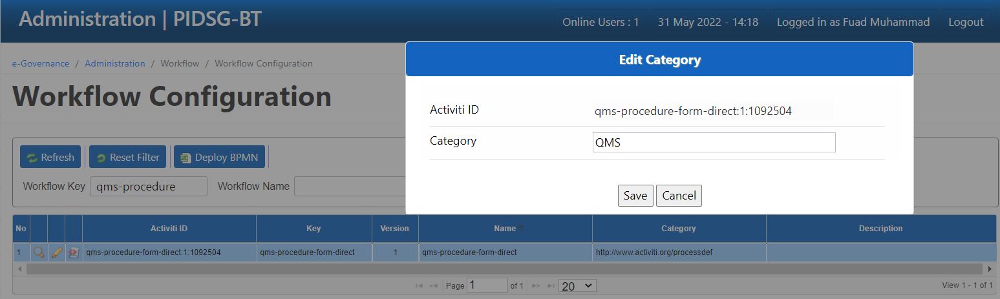 Administration | PIDSG-BT
Online Users : 1
31 May 2022 - 14:18
Logged in as Fuad Muhammad
Logout
e-Governance / Administration / Workflow / Workflow Configuration
Workflow Configuration
Edit Category
Activiti ID qms-procedure-form-direct:1:1092504
Category QMS
Save Cancel
Refresh Reset Filter Deploy BPMN
Workflow Key qms-procedure Workflow Name
No Activiti ID Key Version Name Category Description
1 qms-procedure-form-direct:1:1092504 qms-procedure-form-direct 1 qms-procedure-form-direct http://www.activiti.org/processdef
Page 1 of 1 20 View 1 - 1 of 1